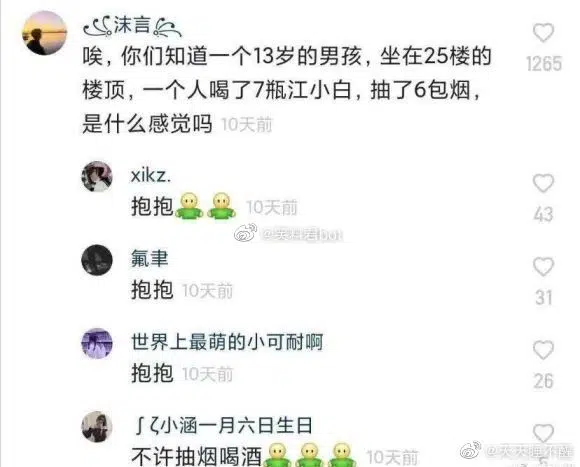 沫言
唉，你们知道一个13岁的男孩，坐在25楼的
楼顶，一个人喝了7瓶江小白，抽了6包烟，
是什么感觉吗 10天前
1265
xikz.
抱抱 10天前
43
氟聿
抱抱 10天前
31
世界上最萌的小可耐啊
抱抱 10天前
26
小涵一月六日生日
不许抽烟喝酒 10天前